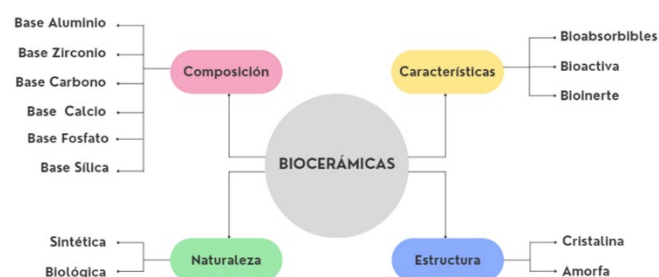 Base Aluminio
Base Zirconio
Base Carbono
Base Calcio
Base Fosfato
Base Sílica
Composición
Características
Bioabsorbibles
Bioactiva
Bioinerte
BIOCERÁMICAS
Sintética
Biológica
Naturaleza
Estructura
Cristalina
Amorfa